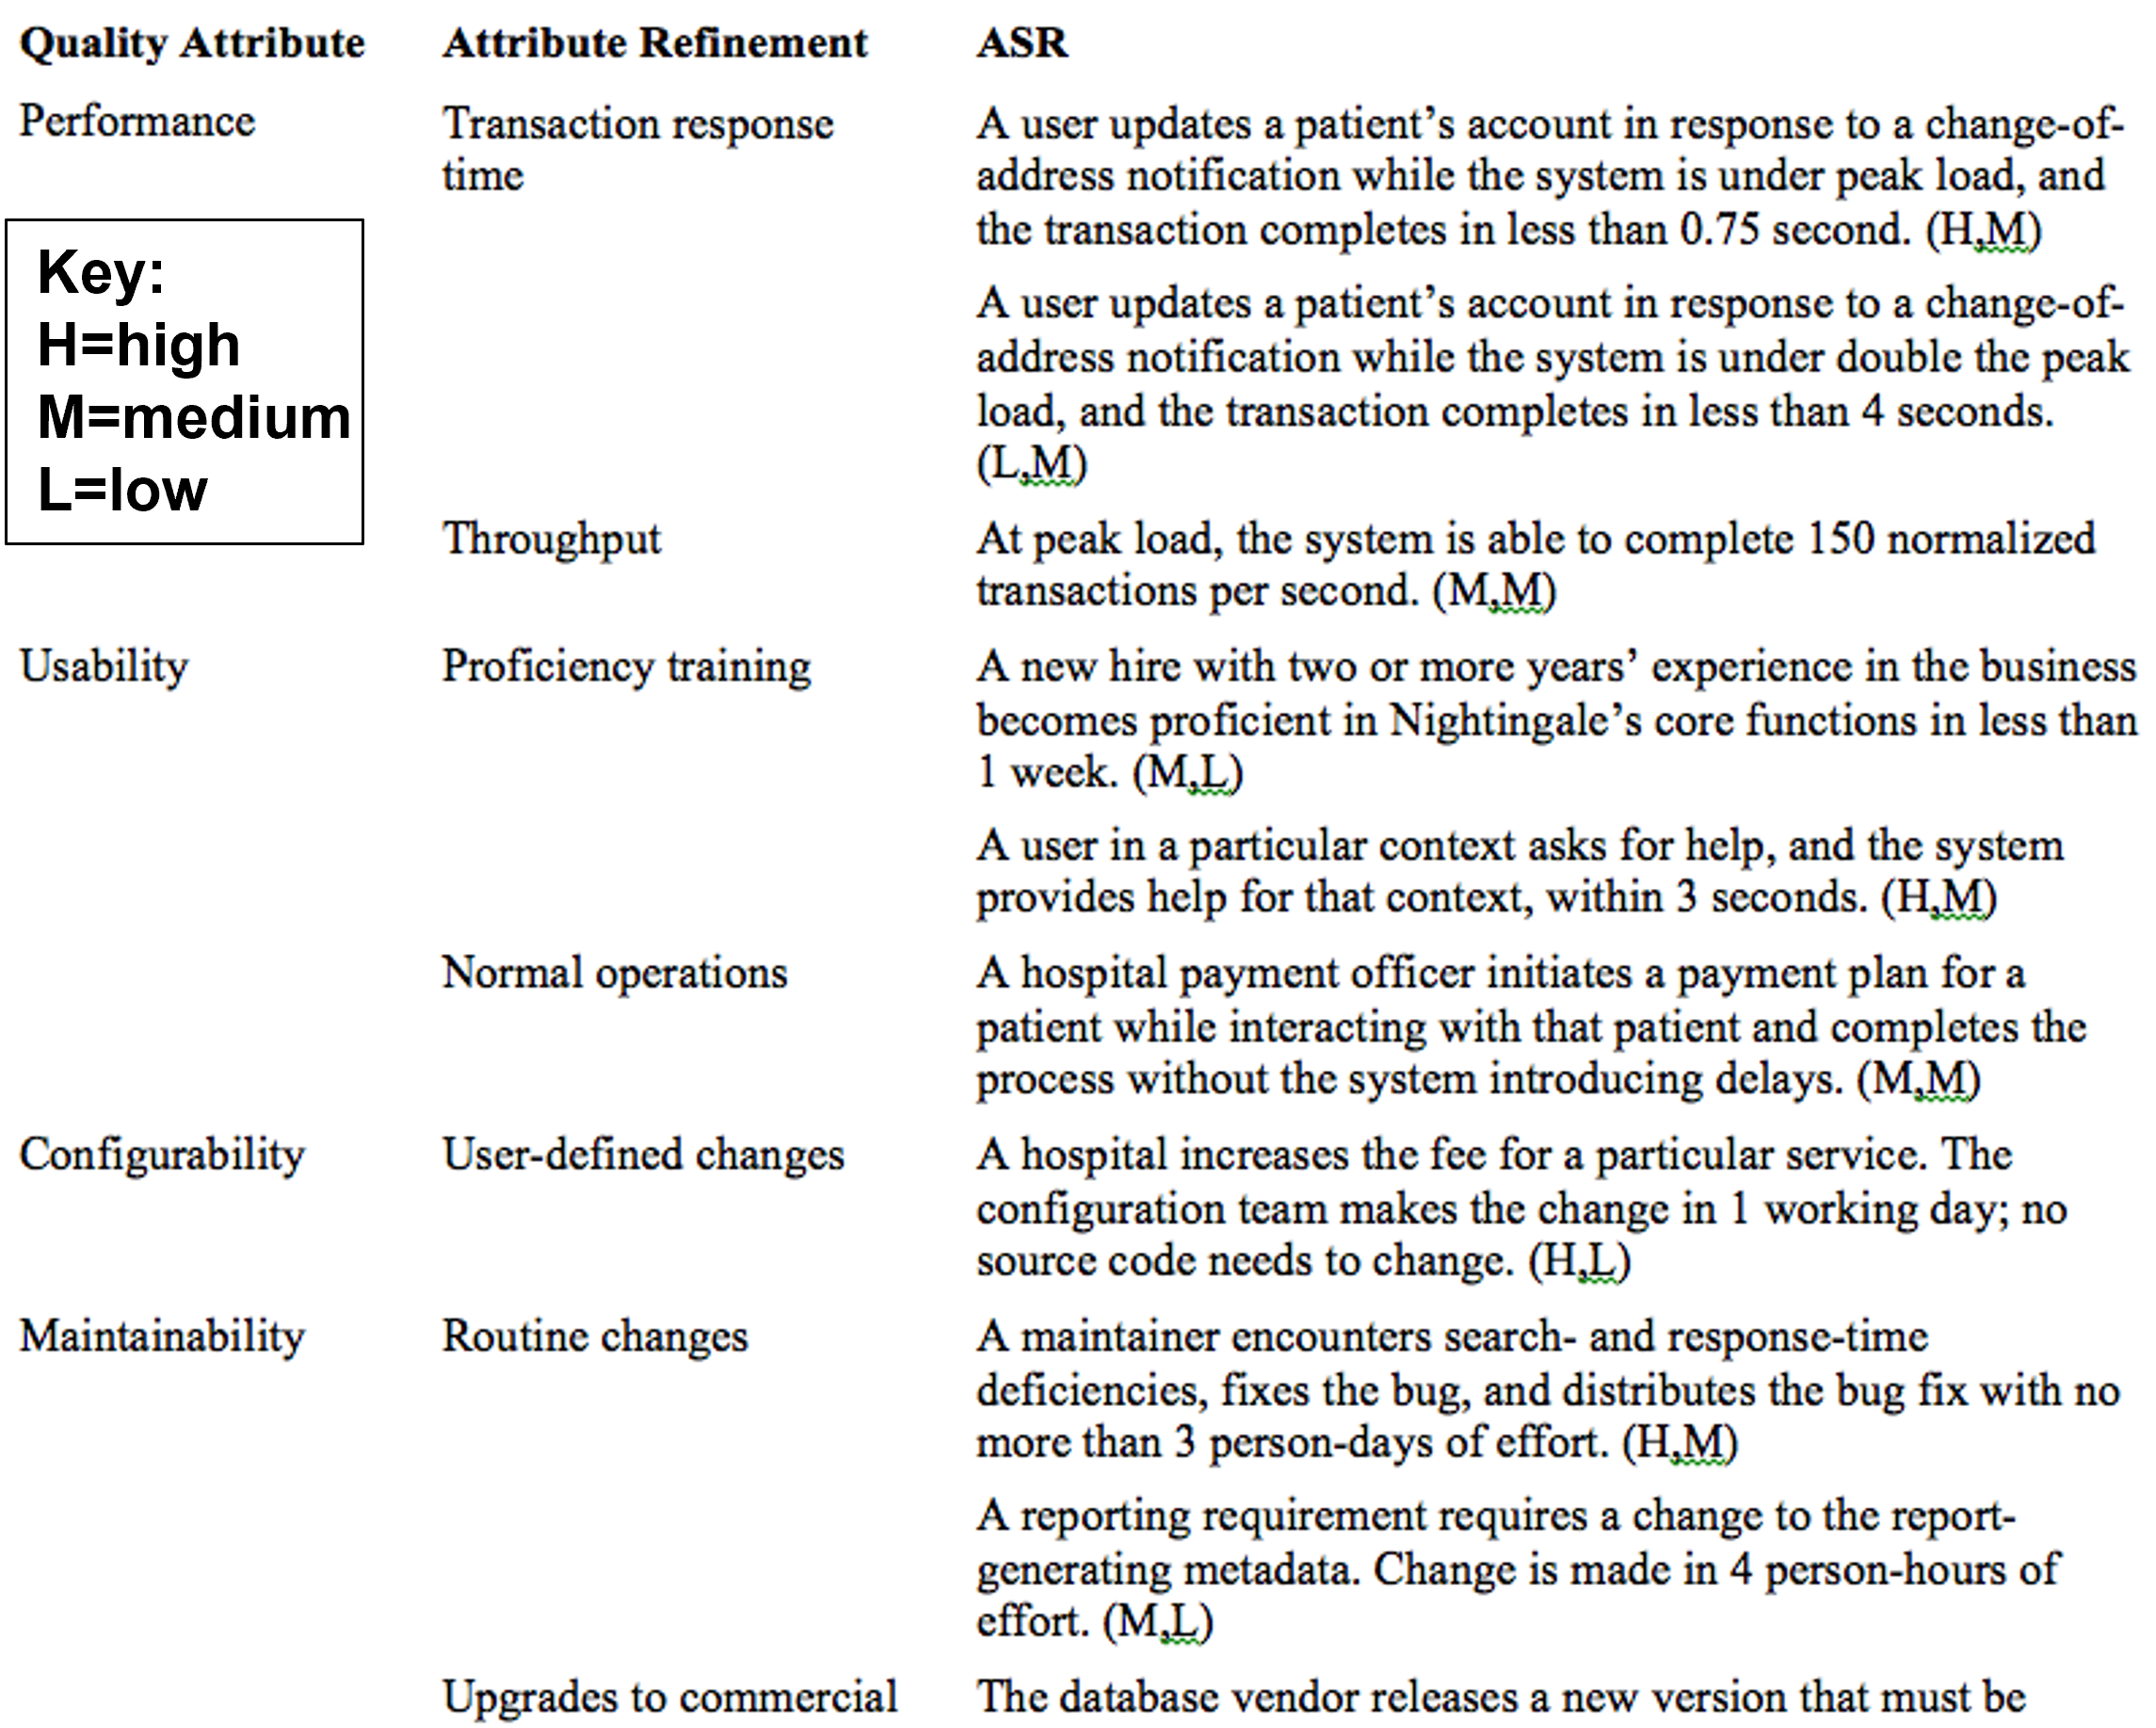 Quality Attribute Attribute Refinement ASR
Performance Transaction response time A user updates a patient’s account in response to a change-of-
address notification while the system is under peak load, and
the transaction completes in less than 0.75 second. (H,M)
Key:
H=high
M=medium
L=low
A user updates a patient’s account in response to a change-of-
address notification while the system is under double the peak
load, and the transaction completes in less than 4 seconds.
(L,M)
Throughput At peak load, the system is able to complete 150 normalized
transactions per second. (M,M)
Usability Proficiency training A new hire with two or more years’ experience in the business
becomes proficient in Nightingale’s core functions in less than
1 week. (M,L)
A user in a particular context asks for help, and the system
provides help for that context, within 3 seconds. (H,M)
Normal operations A hospital payment officer initiates a payment plan for a
patient while interacting with that patient and completes the
process without the system introducing delays. (M,M)
Configurability User-defined changes A hospital increases the fee for a particular service. The
configuration team makes the change in 1 working day; no
source code needs to change. (H,L)
Maintainability Routine changes A maintainer encounters search- and response-time
deficiencies, fixes the bug, and distributes the bug fix with no
more than 3 person-days of effort. (H,M)
A reporting requirement requires a change to the report-
generating metadata. Change is made in 4 person-hours of
effort. (M,L)
Upgrades to commercial The database vendor releases a new version that must be